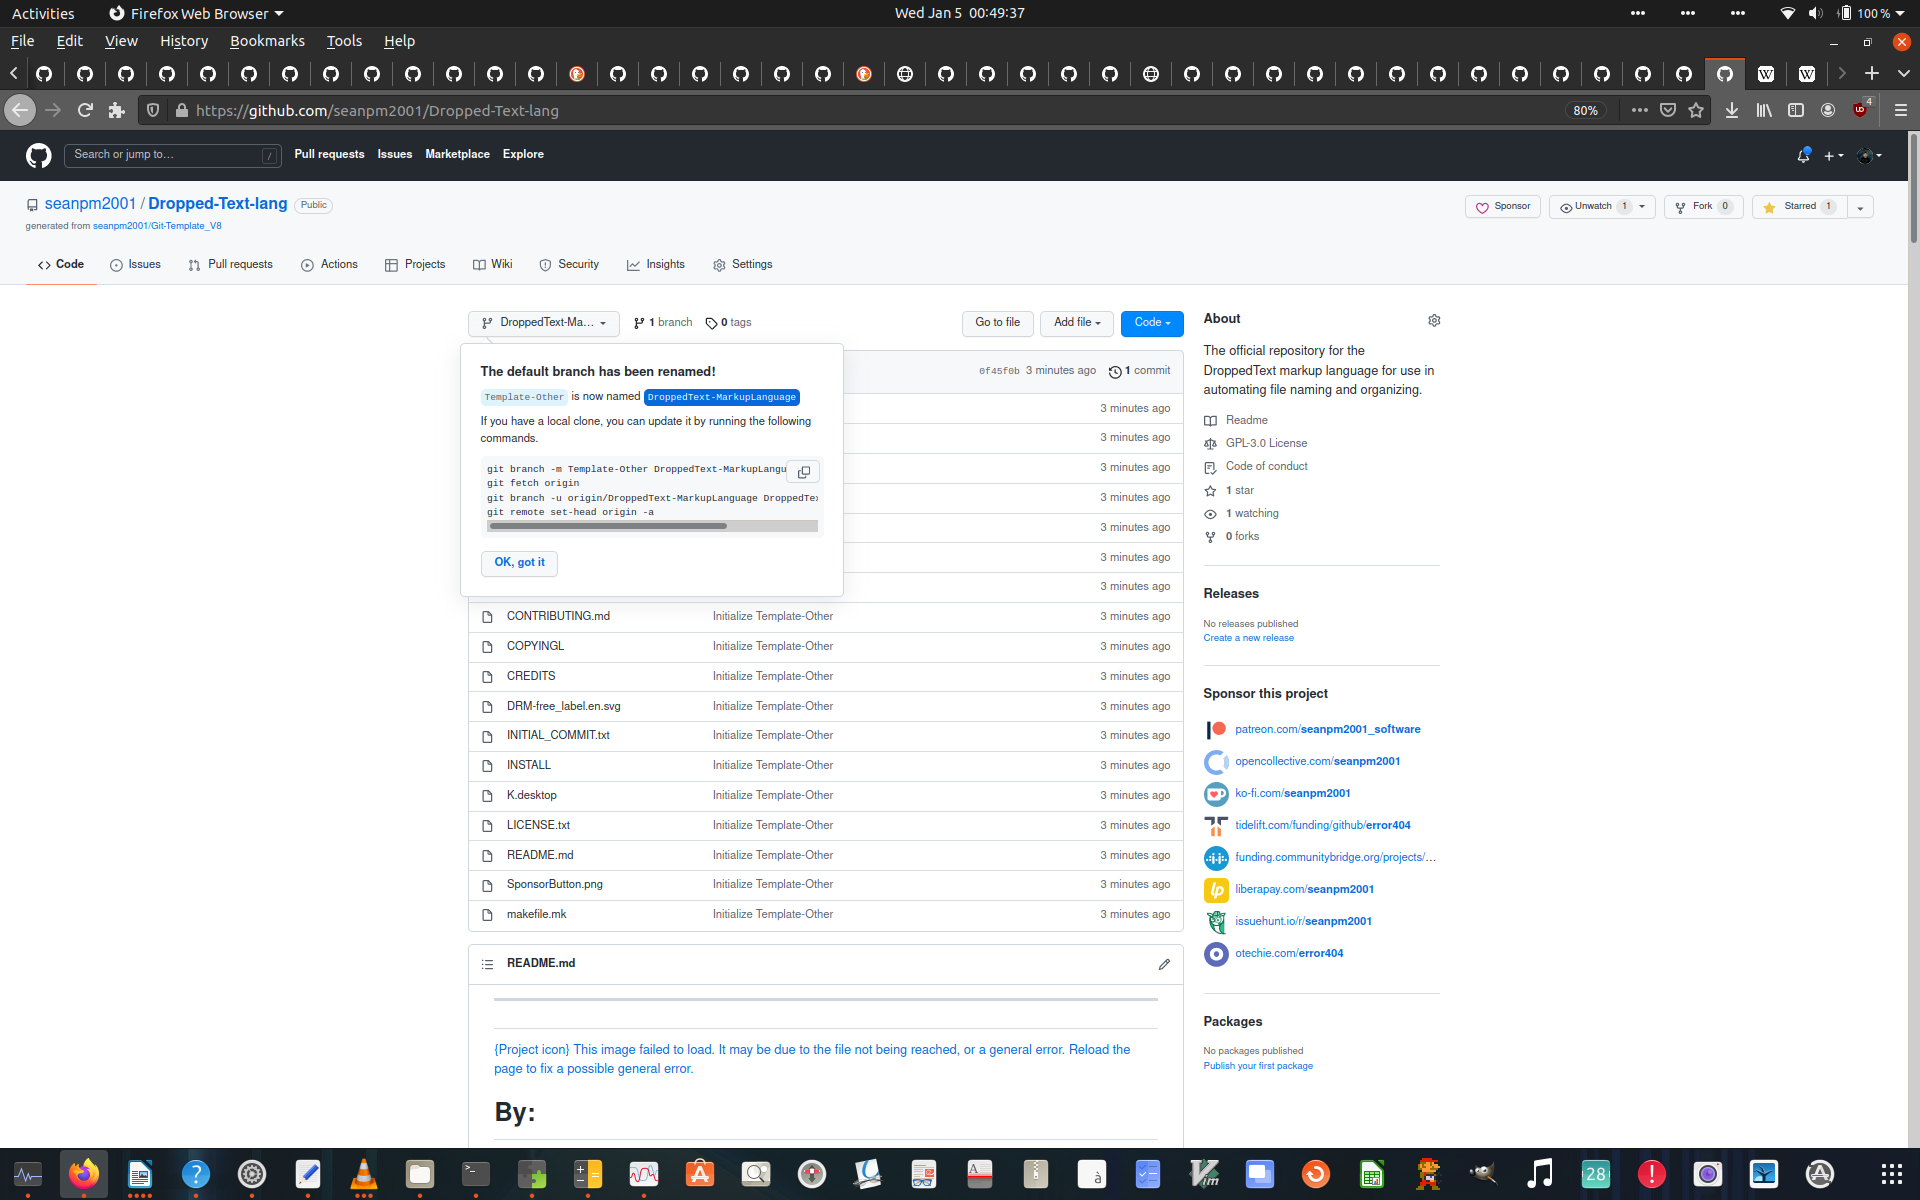 Activities
Firefox Web Browser
Wed Jan 5 00:49:37
100 %
File Edit View History Bookmarks Tools Help
https://github.com/seanpm2001/Dropped-Text-lang
80%
4
Search or jump to…
/
Pull requests Issues Marketplace Explore
seanpm2001 / Dropped-Text-lang Public
Sponsor
Unwatch 1
Fork 0
Starred 1
generated from seanpm2001/Git-Template_V8
Code Issues Pull requests Actions Projects Wiki Security Insights Settings
DroppedText-Ma... 1 branch 0 tags
Go to file Add file Code
The default branch has been renamed!
Template-Other is now named DroppedText-MarkupLanguage
If you have a local clone, you can update it by running the following
commands.
git branch -m Template-Other DroppedText-MarkupLangu
git fetch origin
git branch -u origin/DroppedText-MarkupLanguage DroppedTe
git remote set-head origin -a
OK, got it
0f45f0b 3 minutes ago 1 commit
3 minutes ago
3 minutes ago
3 minutes ago
3 minutes ago
3 minutes ago
3 minutes ago
3 minutes ago
CONTRIBUTING.md Initialize Template-Other 3 minutes ago
COPYINGL Initialize Template-Other 3 minutes ago
CREDITS Initialize Template-Other 3 minutes ago
DRM-free_label.en.svg Initialize Template-Other 3 minutes ago
INITIAL_COMMIT.txt Initialize Template-Other 3 minutes ago
INSTALL Initialize Template-Other 3 minutes ago
K.desktop Initialize Template-Other 3 minutes ago
LICENSE.txt Initialize Template-Other 3 minutes ago
README.md Initialize Template-Other 3 minutes ago
SponsorButton.png Initialize Template-Other 3 minutes ago
makefile.mk Initialize Template-Other 3 minutes ago
README.md
{Project icon} This image failed to load. It may be due to the file not being reached, or a general error. Reload the
page to fix a possible general error.
By:
About
The official repository for the
DroppedText markup language for use in
automating file naming and organizing.
Readme
GPL-3.0 License
Code of conduct
1 star
1 watching
0 forks
Releases
No releases published
Create a new release
Sponsor this project
patreon.com/seanpm2001_software
opencollective.com/seanpm2001
ko-fi.com/seanpm2001
tidelift.com/funding/github/error404
funding.communitybridge.org/projects/…
liberapay.com/seanpm2001
issuehunt.io/r/seanpm2001
otechie.com/error404
Packages
No packages published
Publish your first package
28